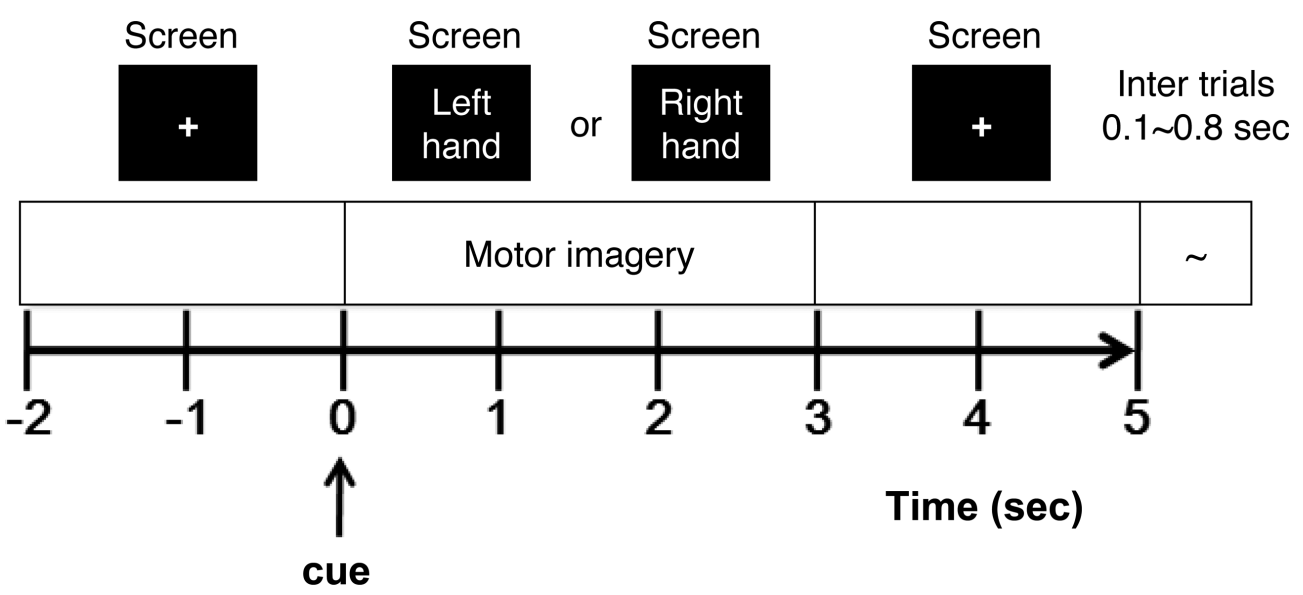 Screen Screen Screen Screen
+
Left
hand
or
Right
hand
+
Inter trials
0.1~0.8 sec
Motor imagery
~
-2 -1 0 1 2 3 4 5
cue
Time (sec)